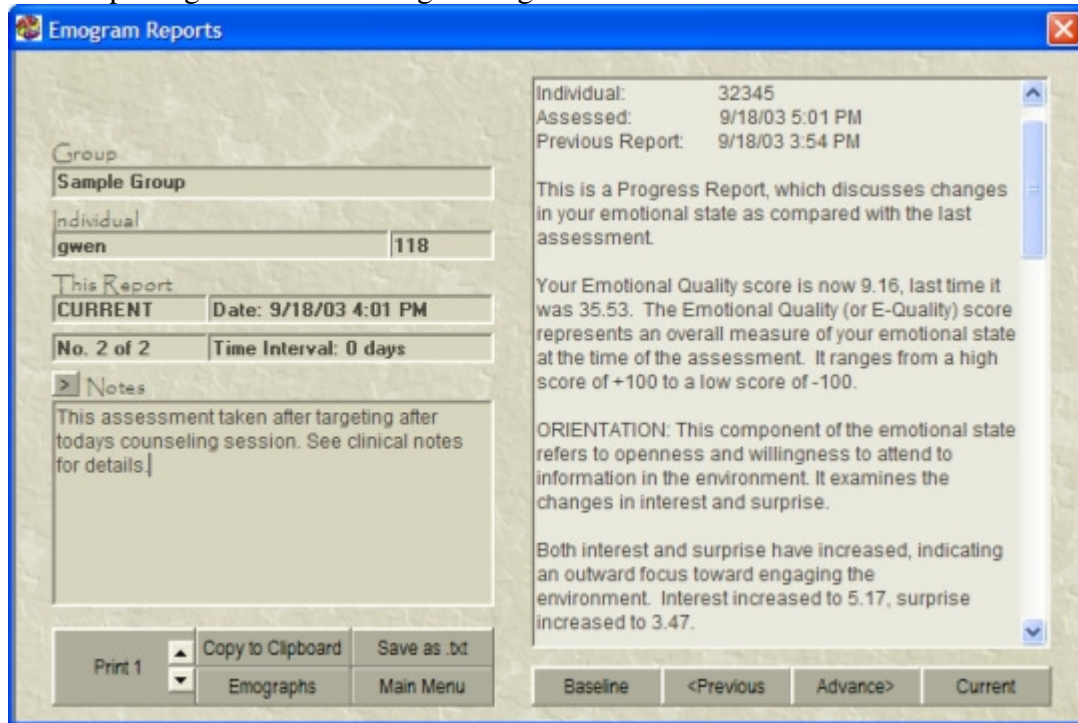 Emogram Reports
Group
Sample Group
Individual
gwen 118
This Report
CURRENT Date: 9/18/03 4:01 PM
No. 2 of 2 Time Interval: 0 days
> Notes
This assessment taken after targeting after
todays counseling session. See clinical notes
for details.
Print 1
Copy to Clipboard Save as .txt
Emographs Main Menu
Individual: 32345
Assessed: 9/18/03 5:01 PM
Previous Report: 9/18/03 3:54 PM
This is a Progress Report, which discusses changes
in your emotional state as compared with the last
assessment.
Your Emotional Quality score is now 9.16, last time it
was 35.53. The Emotional Quality (or E-Quality) score
represents an overall measure of your emotional state
at the time of the assessment. It ranges from a high
score of +100 to a low score of -100.
ORIENTATION: This component of the emotional state
refers to openness and willingness to attend to
information in the environment. It examines the
changes in interest and surprise.
Both interest and surprise have increased, indicating
an outward focus toward engaging the
environment. Interest increased to 5.17, surprise
increased to 3.47.
Baseline <Previous Advance> Current